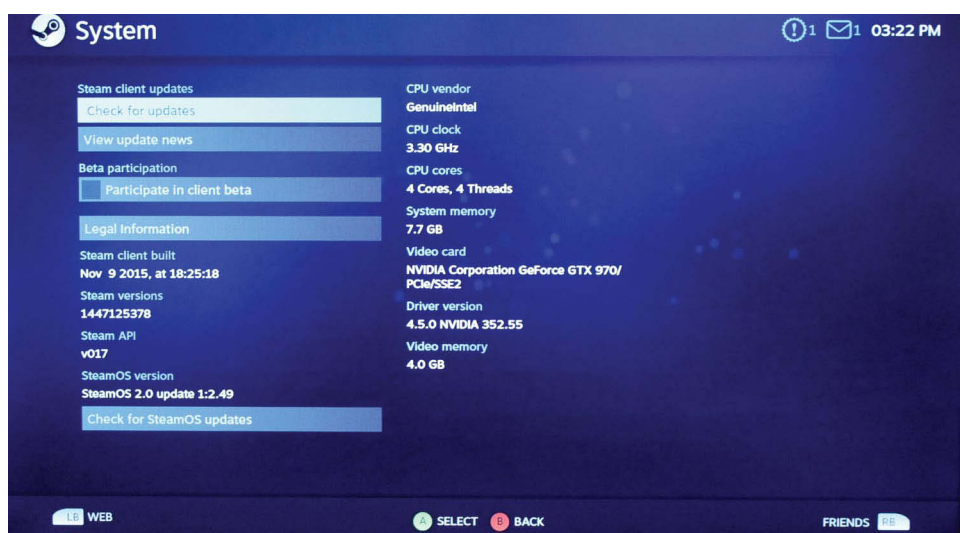 System
1
1
03:22 PM
Steam client updates
Check for updates
View update news
Beta participation
Participate in client beta
Legal Information
Steam client built
Nov 9 2015, at 18:25:18
Steam versions
1447125378
Steam API
v017
SteamOS version
SteamOS 2.0 update 1:2.49
Check for SteamOS updates
CPU vendor
GenuineIntel
CPU clock
3.30 GHz
CPU cores
4 Cores, 4 Threads
System memory
7.7 GB
Video card
NVIDIA Corporation GeForce GTX 970/
PCIe/SSE2
Driver version
4.5.0 NVIDIA 352.55
Video memory
4.0 GB
LB WEB
A SELECT B BACK
FRIENDS RB